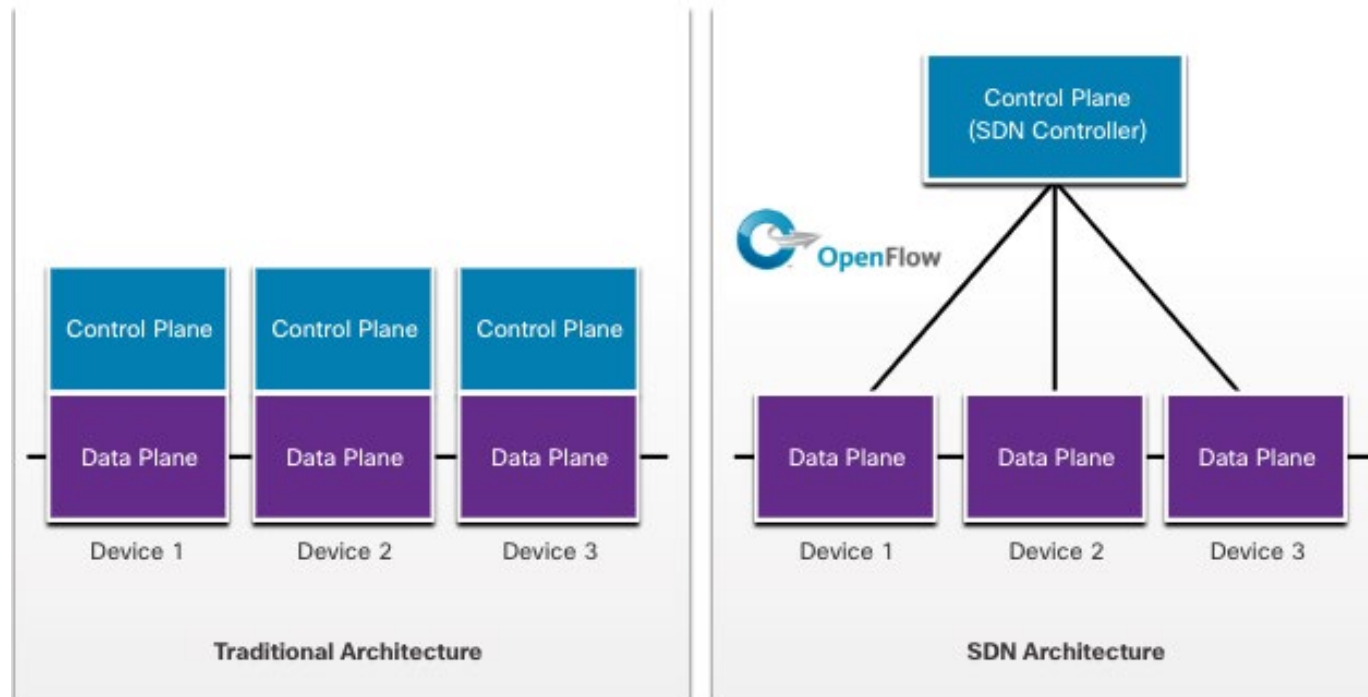 Control Plane
Control Plane
Control Plane
Data Plane
Data Plane
Data Plane
Device 1
Device 2
Device 3
Traditional Architecture
Control Plane
(SDN Controller)
OpenFlow
Data Plane
Data Plane
Data Plane
Device 1
Device 2
Device 3
SDN Architecture